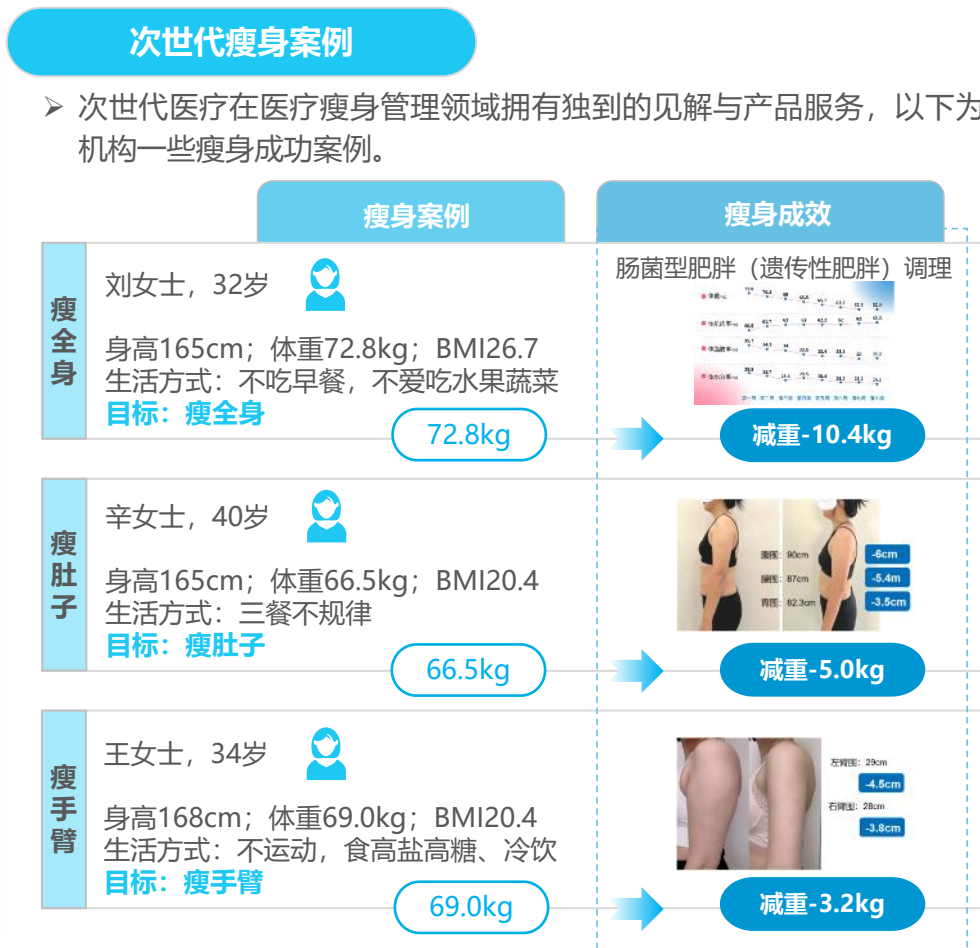 次世代瘦身案例
➢ 次世代医疗在医疗瘦身管理领域拥有独到的见解与产品服务，以下为
机构一些瘦身成功案例。
瘦身案例
瘦身成效
瘦全身
刘女士，32岁
身高165cm；体重72.8kg；BMI26.7
生活方式：不吃早餐，不爱吃水果蔬菜
目标：瘦全身
72.8kg
肠菌型肥胖（遗传性肥胖）调理
减重-10.4kg
瘦肚子
辛女士，40岁
身高165cm；体重66.5kg；BMI20.4
生活方式：三餐不规律
目标：瘦肚子
66.5kg
90cm
-6cm
87cm
-5.4m
82.3cm
-3.5cm
减重-5.0kg
瘦手臂
王女士，34岁
身高168cm；体重69.0kg；BMI20.4
生活方式：不运动，食高盐高糖、冷饮
目标：瘦手臂
69.0kg
左臂围：29cm
-4.5cm
右臂围：28cm
-3.8cm
减重-3.2kg